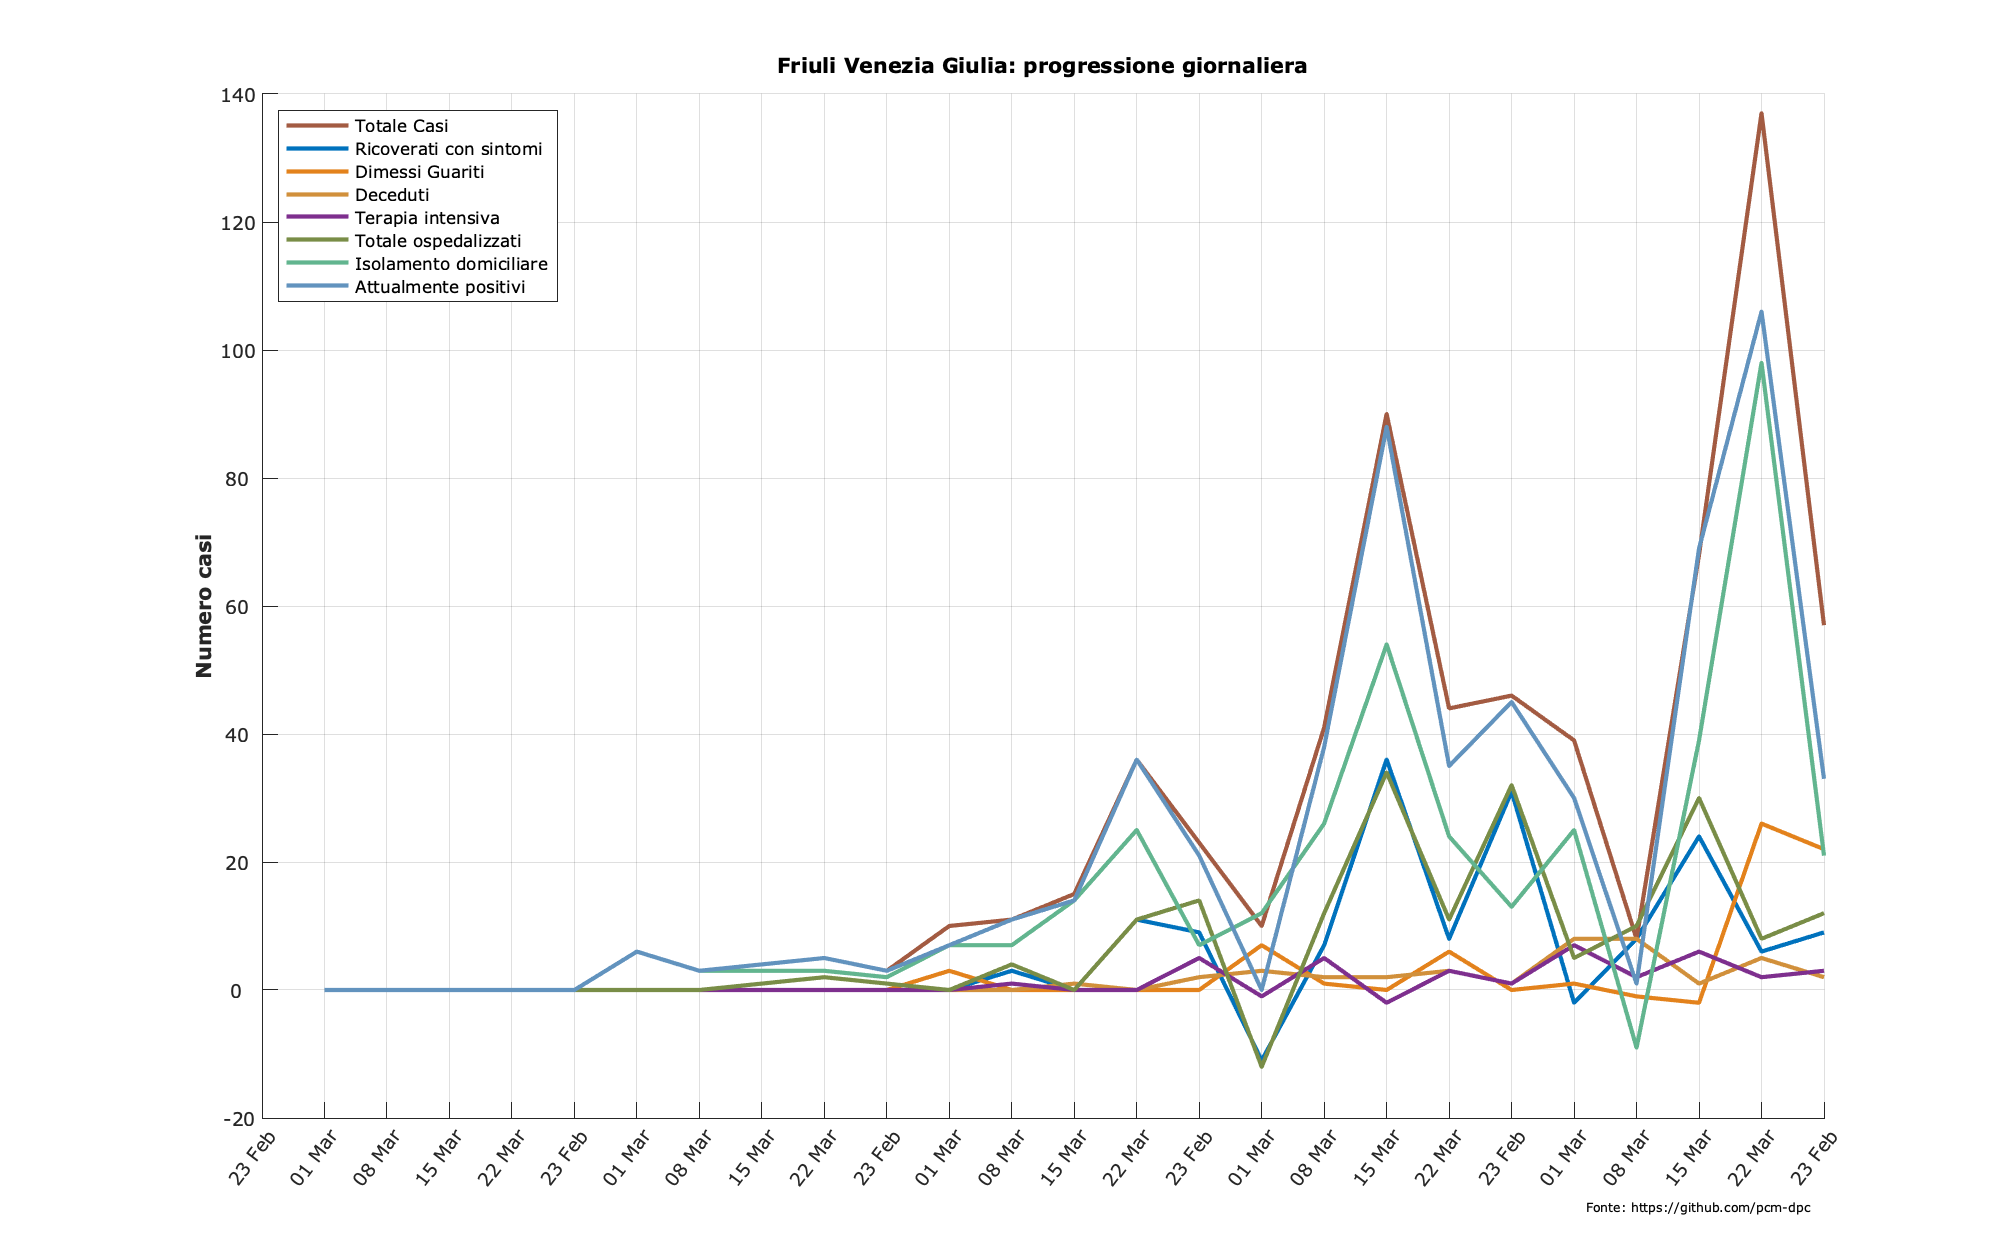 Friuli Venezia Giulia: progressione giornaliera
140
120
100
80
60
40
20
0
-20
Numero casi
Totale Casi
Ricoverati con sintomi
Dimessi Guariti
Deceduti
Terapia intensiva
Totale ospedalizzati
Isolamento domiciliare
Attualmente positivi
23 Feb
01 Mar
08 Mar
15 Mar
22 Mar
23 Feb
01 Mar
08 Mar
15 Mar
22 Mar
23 Feb
01 Mar
08 Mar
15 Mar
22 Mar
23 Feb
01 Mar
08 Mar
15 Mar
22 Mar
23 Feb
01 Mar
08 Mar
15 Mar
22 Mar
23 Feb
Fonte: https://github.com/pcm-dpc